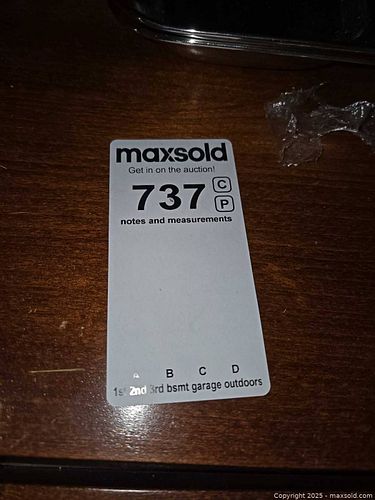 maxsold
Get in on the auction!
737 C
P
notes and measurements
A B C D
1st 2nd 3rd bsmt garage outdoors
Copyright 2025 - maxsold.com